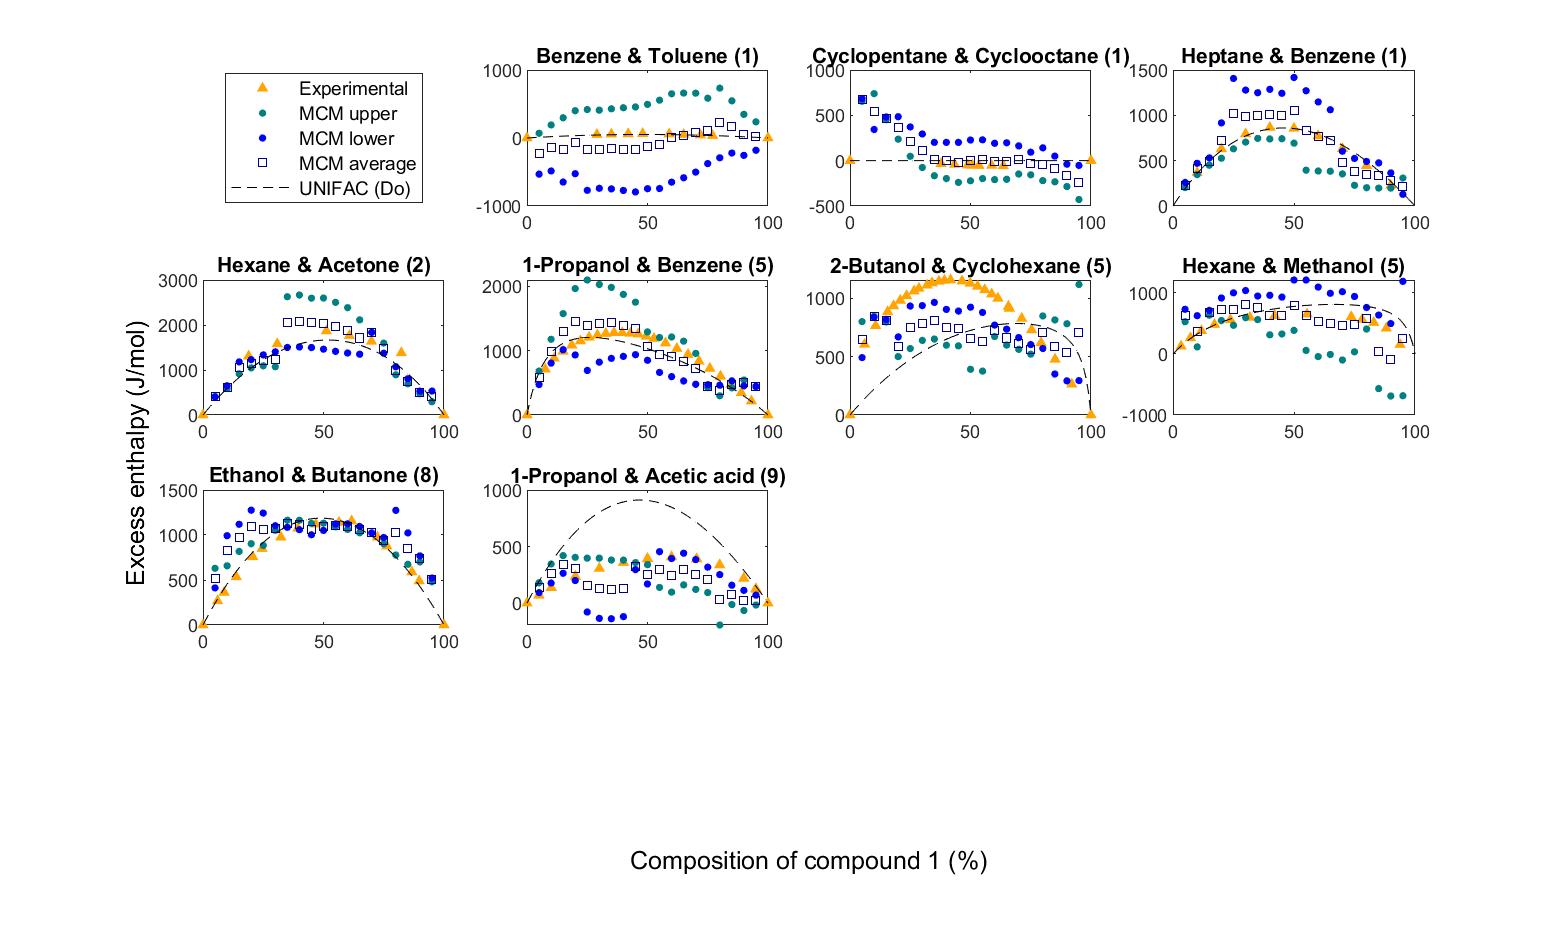 Experimental
MCM upper
MCM lower
MCM average
UNIFAC (Do)
Benzene & Toluene (1)
1000
0
-1000
0 50 100
Cyclopentane & Cyclooctane (1)
1000
500
0
-500
0 50 100
Heptane & Benzene (1)
1500
1000
500
0
0 50 100
Hexane & Acetone (2)
3000
2000
1000
0
0 50 100
1-Propanol & Benzene (5)
2000
1000
0
0 50 100
2-Butanol & Cyclohexane (5)
1000
500
0
0 50 100
Hexane & Methanol (5)
1000
0
-1000
0 50 100
Ethanol & Butanone (8)
1500
1000
500
0
0 50 100
1-Propanol & Acetic acid (9)
1000
500
0
0 50 100
Excess enthalpy (J/mol)
Composition of compound 1 (%)